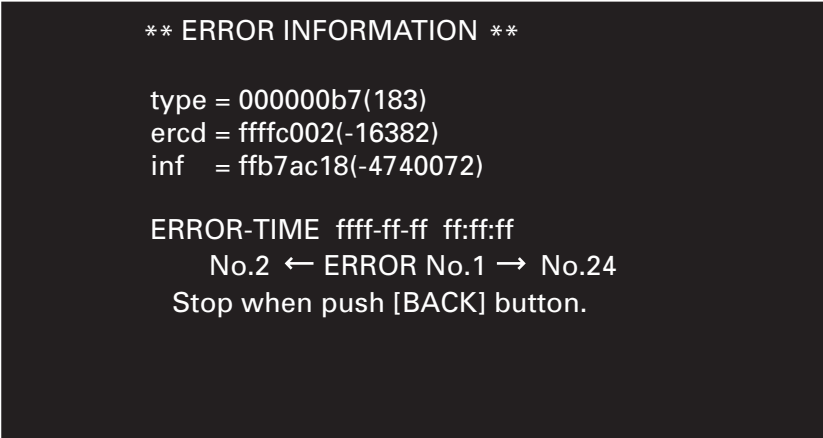 ** ERROR INFORMATION **
type = 000000b7(183)
ercd = ffffc002(-16382)
inf = ffb7ac18(-4740072)
ERROR-TIME ffff-ff-ff ff:ff:ff
No.2 ← ERROR No.1 → No.24
Stop when push [BACK] button.